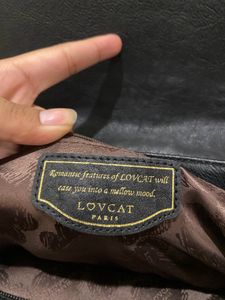 Romantic features of LOVCAT will
ease you into a mellow mood.
LOVCAT
PARIS